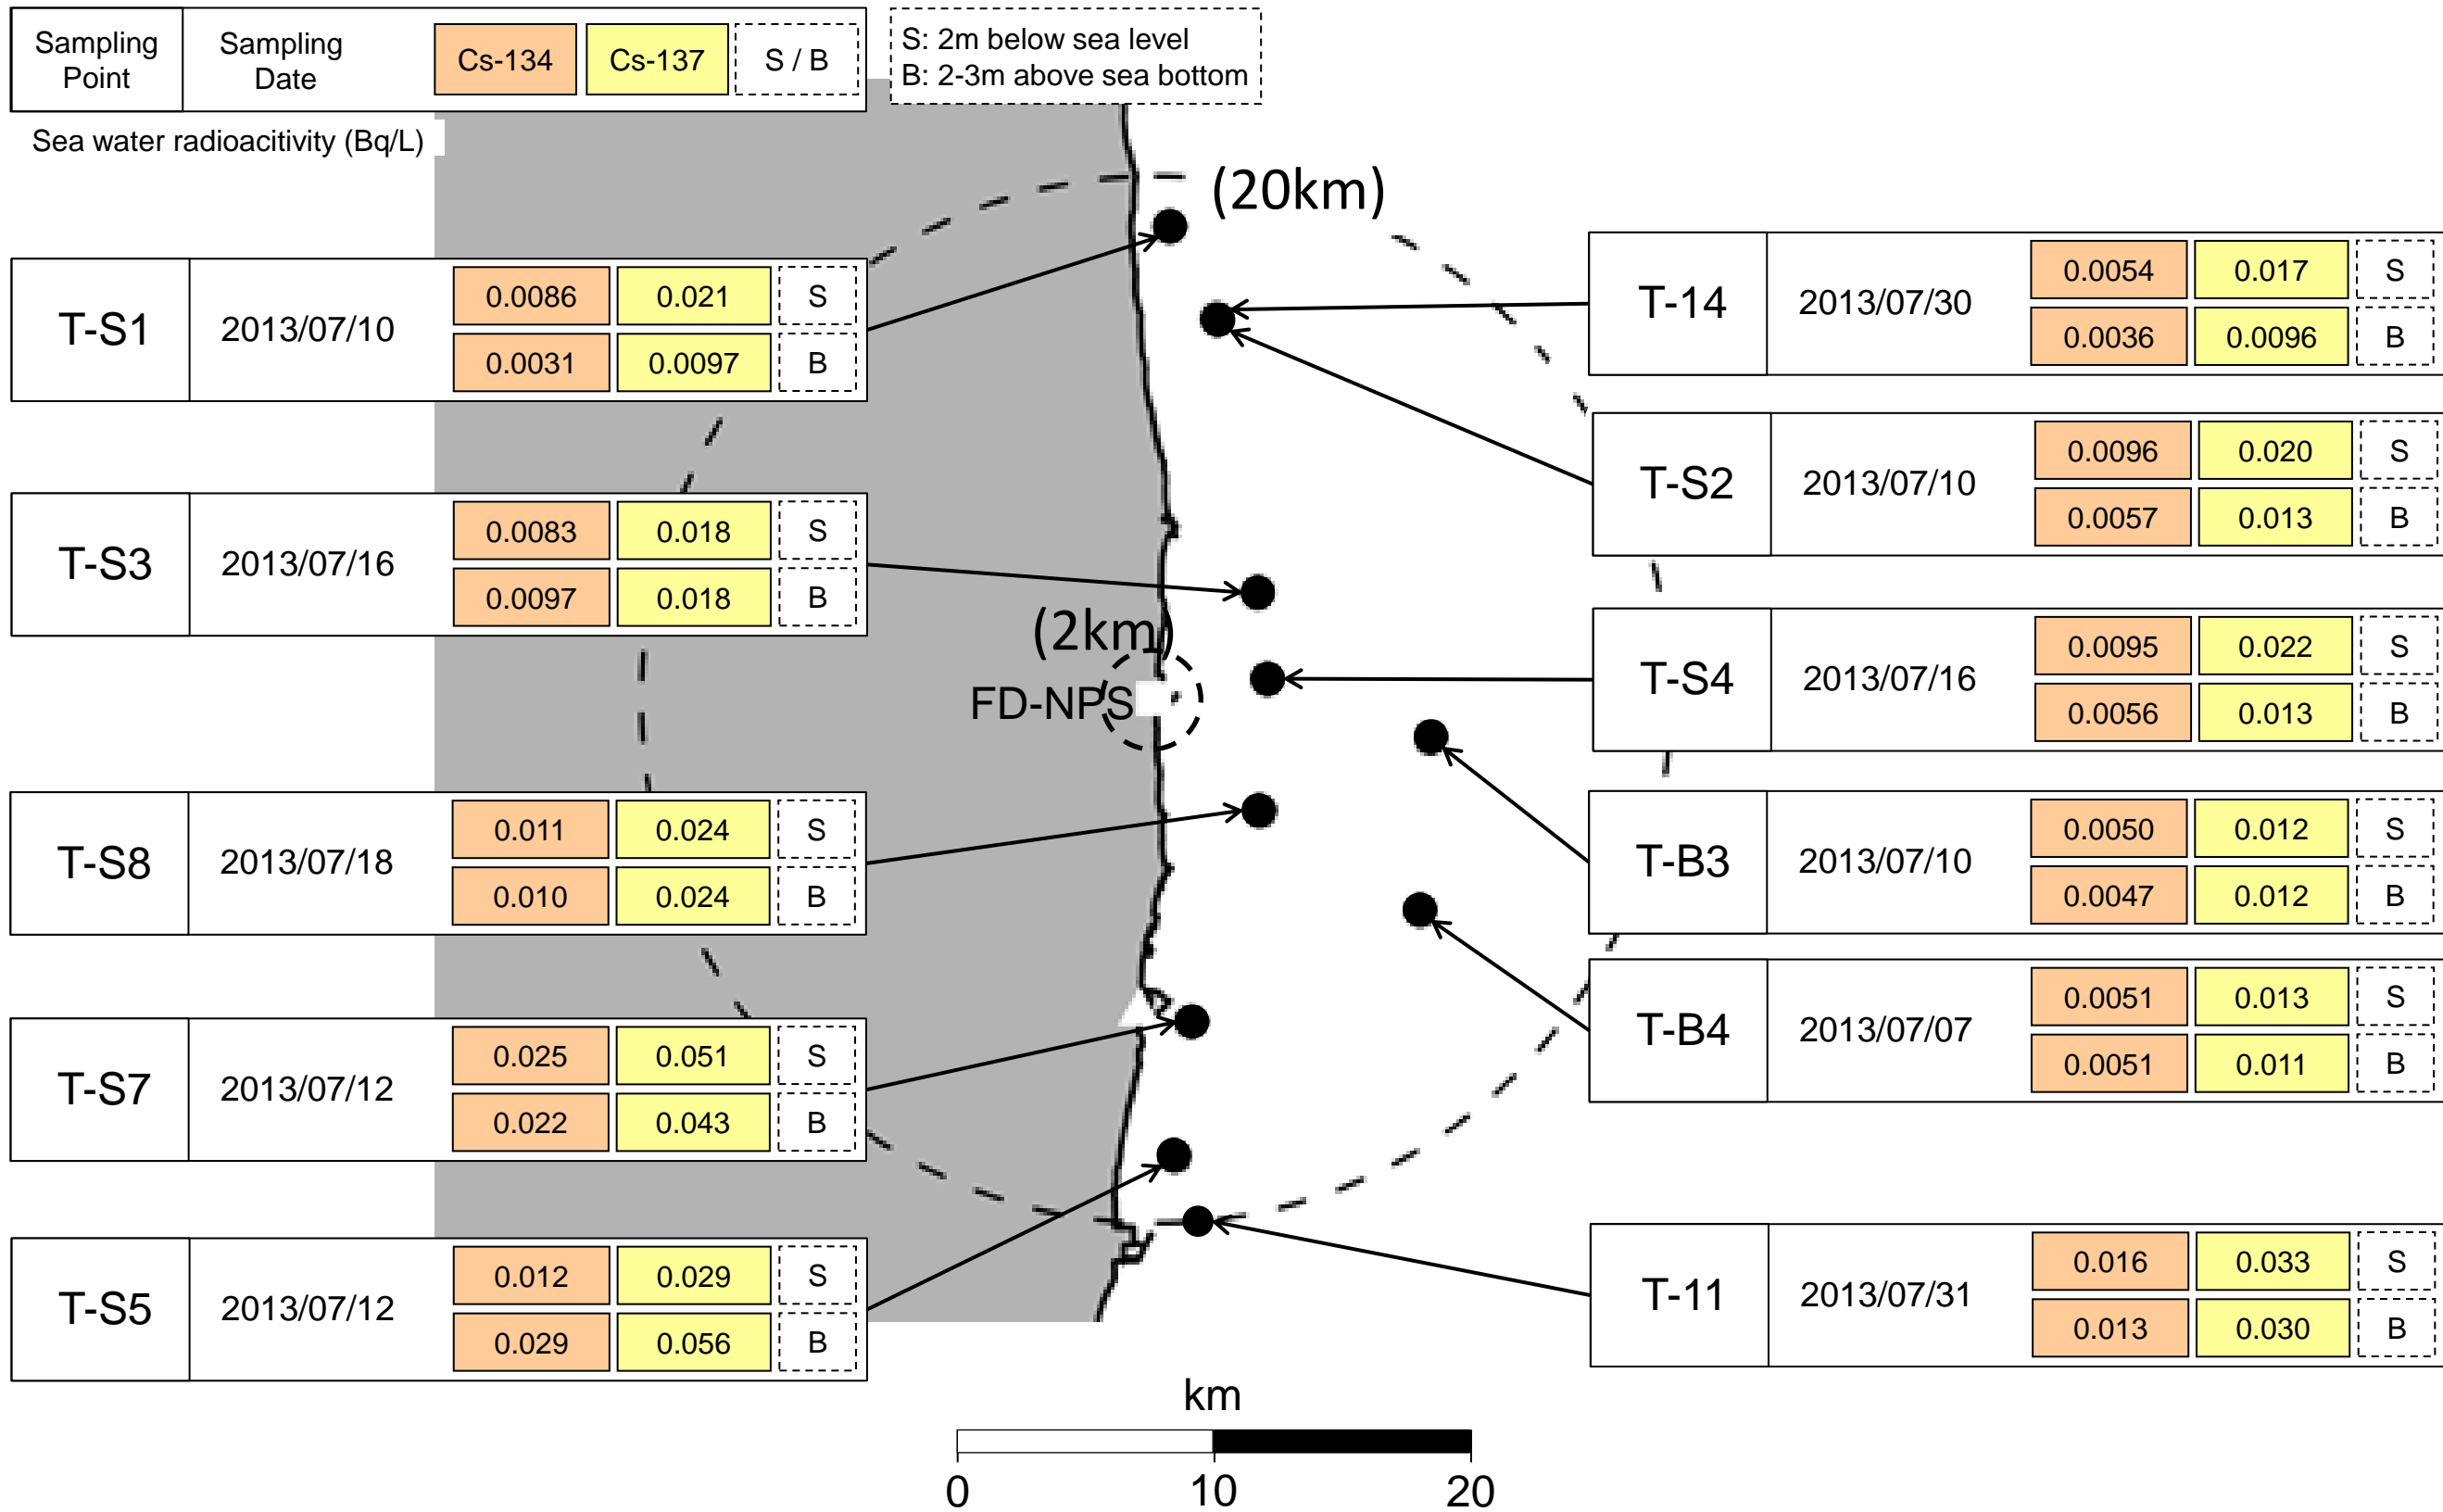 Sampling
Point
Sampling
Date
Cs-134
Cs-137
S / B
S: 2m below sea level
B: 2-3m above sea bottom
Sea water radioacitivity (Bq/L)
(20km)
T-S1
2013/07/10
0.0086
0.021
S
0.0031
0.0097
B
T-14
2013/07/30
0.0054
0.017
S
0.0036
0.0096
B
T-S2
2013/07/10
0.0096
0.020
S
0.0057
0.013
B
T-S3
2013/07/16
0.0083
0.018
S
0.0097
0.018
B
(2km)
FD-NPS
T-S4
2013/07/16
0.0095
0.022
S
0.0056
0.013
B
T-S8
2013/07/18
0.011
0.024
S
0.010
0.024
B
T-B3
2013/07/10
0.0050
0.012
S
0.0047
0.012
B
T-B4
2013/07/07
0.0051
0.013
S
0.0051
0.011
B
T-S7
2013/07/12
0.025
0.051
S
0.022
0.043
B
T-S5
2013/07/12
0.012
0.029
S
0.029
0.056
B
T-11
2013/07/31
0.016
0.033
S
0.013
0.030
B
km
0 10 20